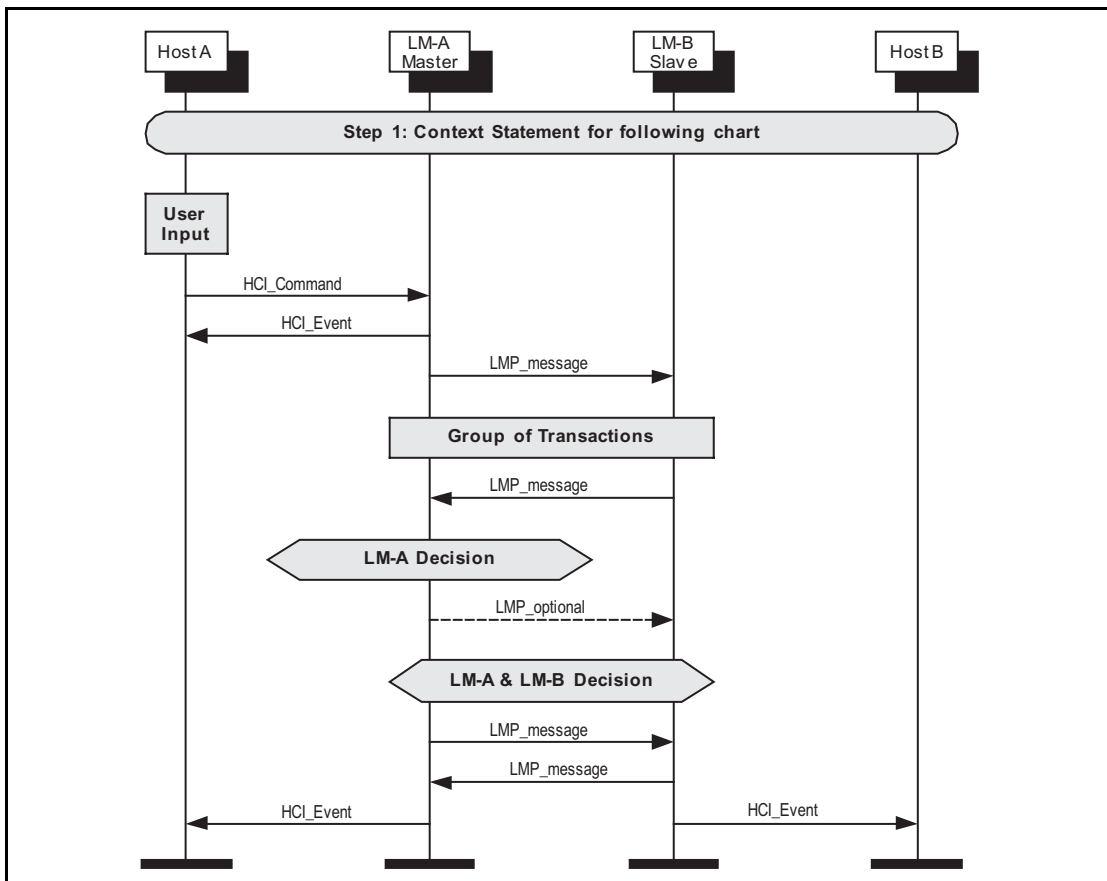 Host A
LM-A
Master
LM-B
Slave
Host B
Step 1: Context Statement for following chart
User
Input
HCI_Command
HCI_Event
LMP_message
Group of Transactions
LMP_message
LM-A Decision
LMP_optional
LM-A & LM-B Decision
LMP_message
LMP_message
HCI_Event
HCI_Event